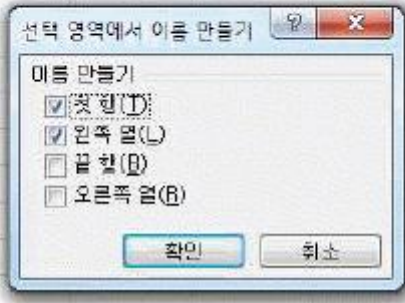 선택 영역에서 이름 만들기
이름 만들기
첫 행(T)
왼쪽 열(L)
끝 행(B)
오른쪽 열(R)
확인 취소